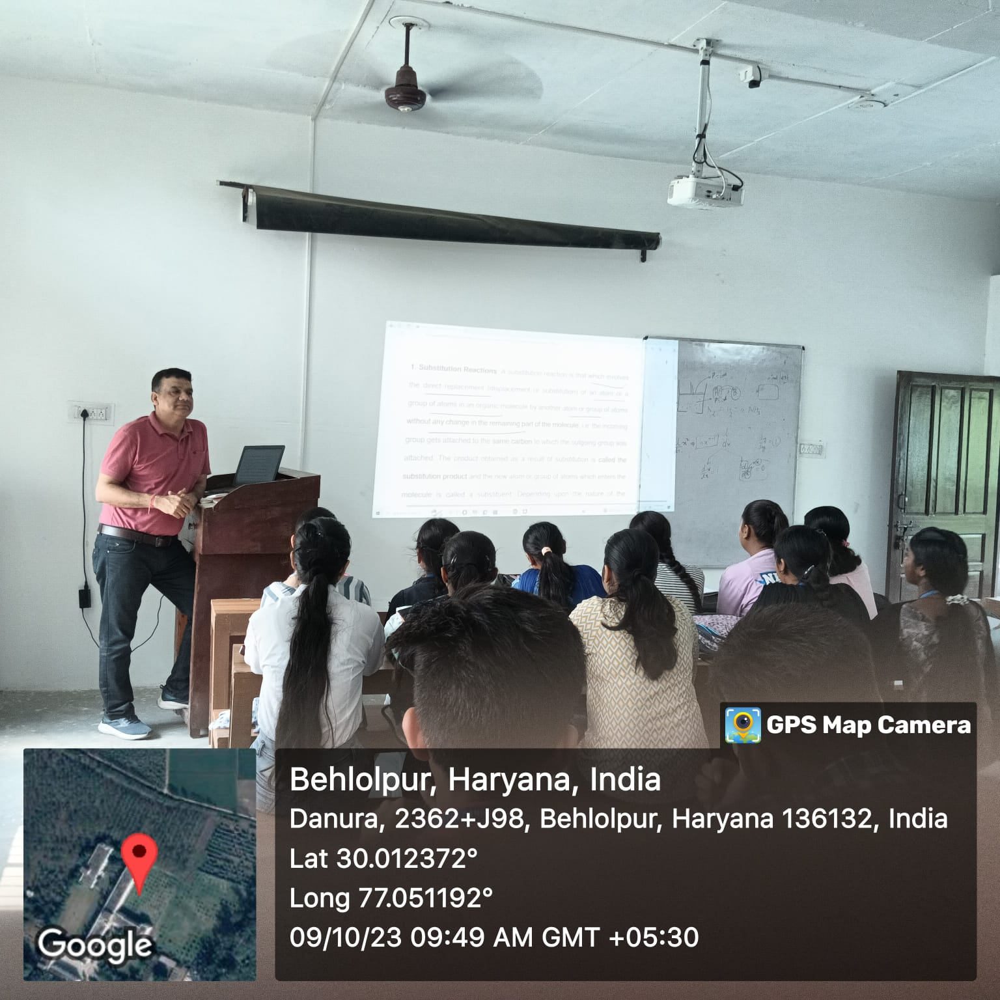 1. Substitution Reactions A substitution reaction is that which involves
the direct replacement (displacement or substitution) of an atom or a
group of atoms in an organic molecule by another atom or group of atoms
without any change in the remaining part of the molecule, i.e. the incoming
group gets attached to the same carbon to which the outgoing group was
attached. The product obtained as a result of substitution is called the
substitution product and the new atom or group of atoms which enters the
molecule is called a substituent. Depending upon the nature of the
GPS Map Camera
Behlolpur, Haryana, India
Danura, 2362+J98, Behlolpur, Haryana 136132, India
Lat 30.012372°
Long 77.051192°
09/10/23 09:49 AM GMT +05:30
Google